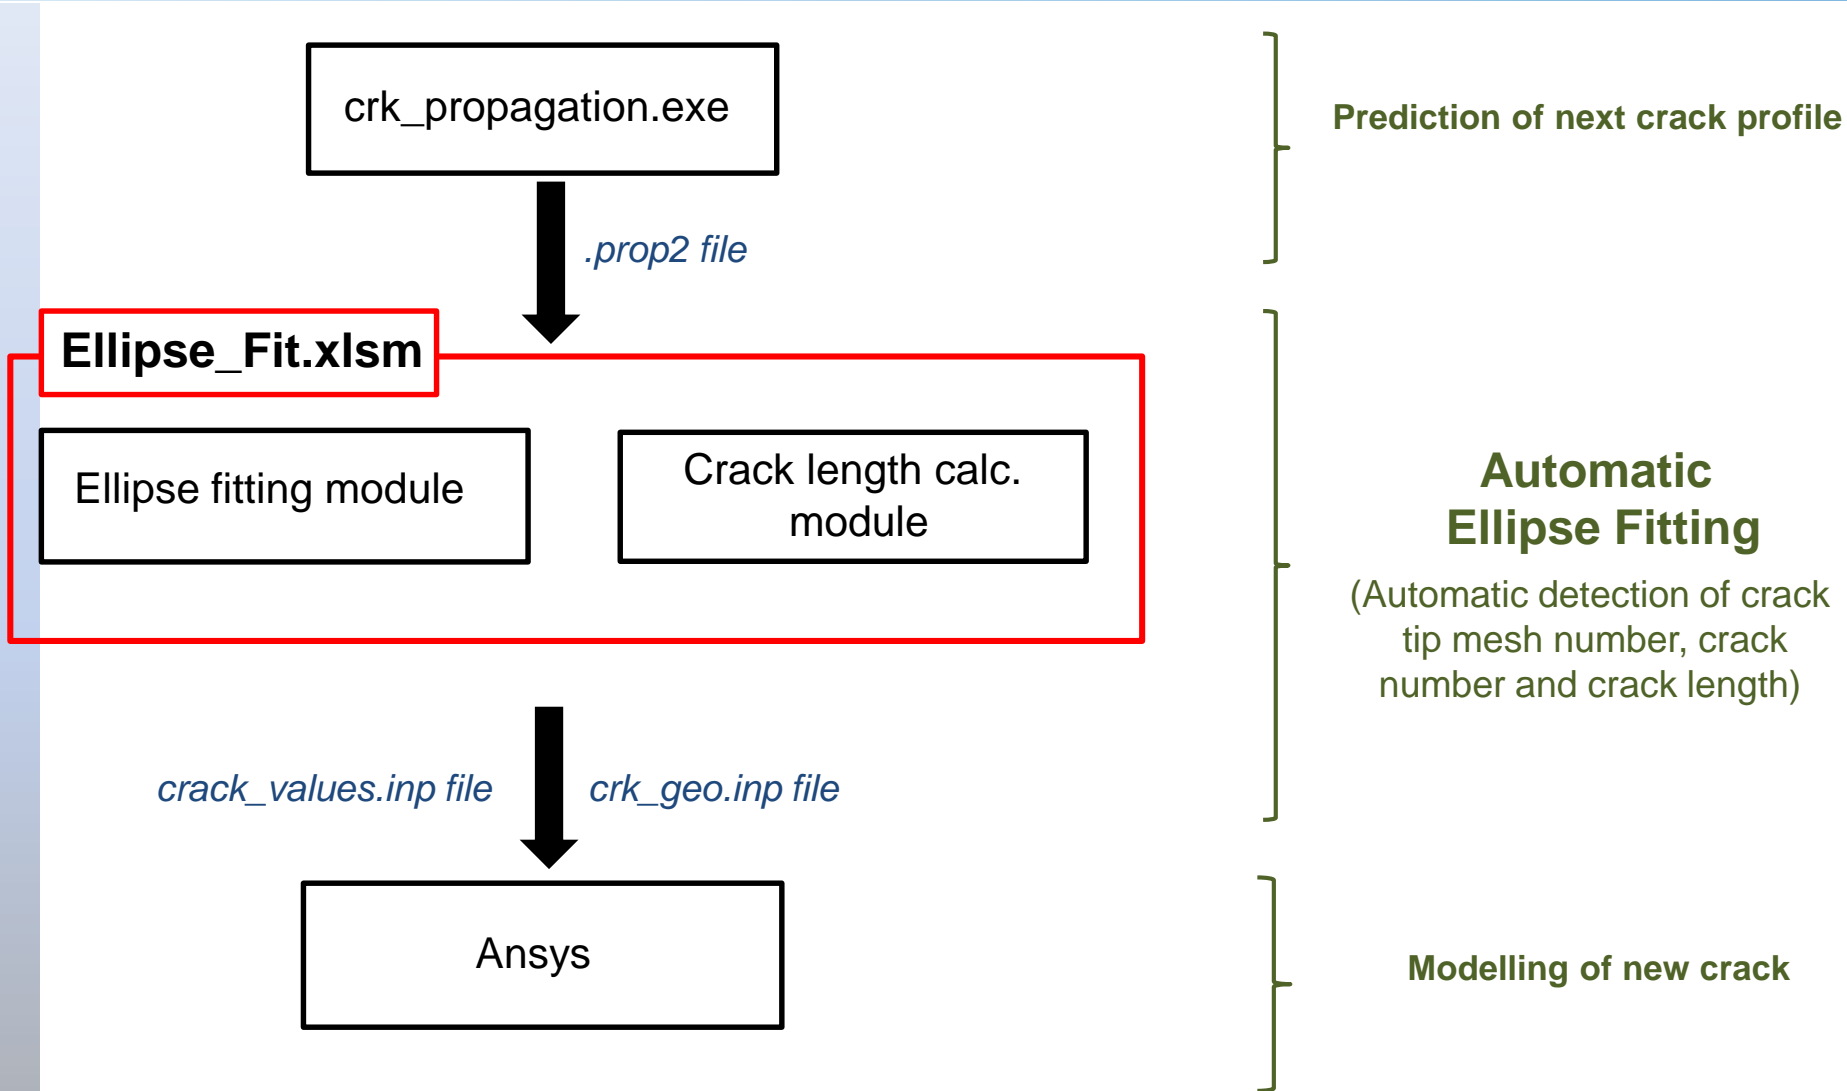 crk_propagation.exe
Prediction of next crack profile
.prop2 file
Ellipse_Fit.xlsm
Ellipse fitting module
Crack length calc.
module
Automatic
Ellipse Fitting
(Automatic detection of crack
tip mesh number, crack
number and crack length)
crack_values.inp file
crk_geo.inp file
Ansys
Modelling of new crack